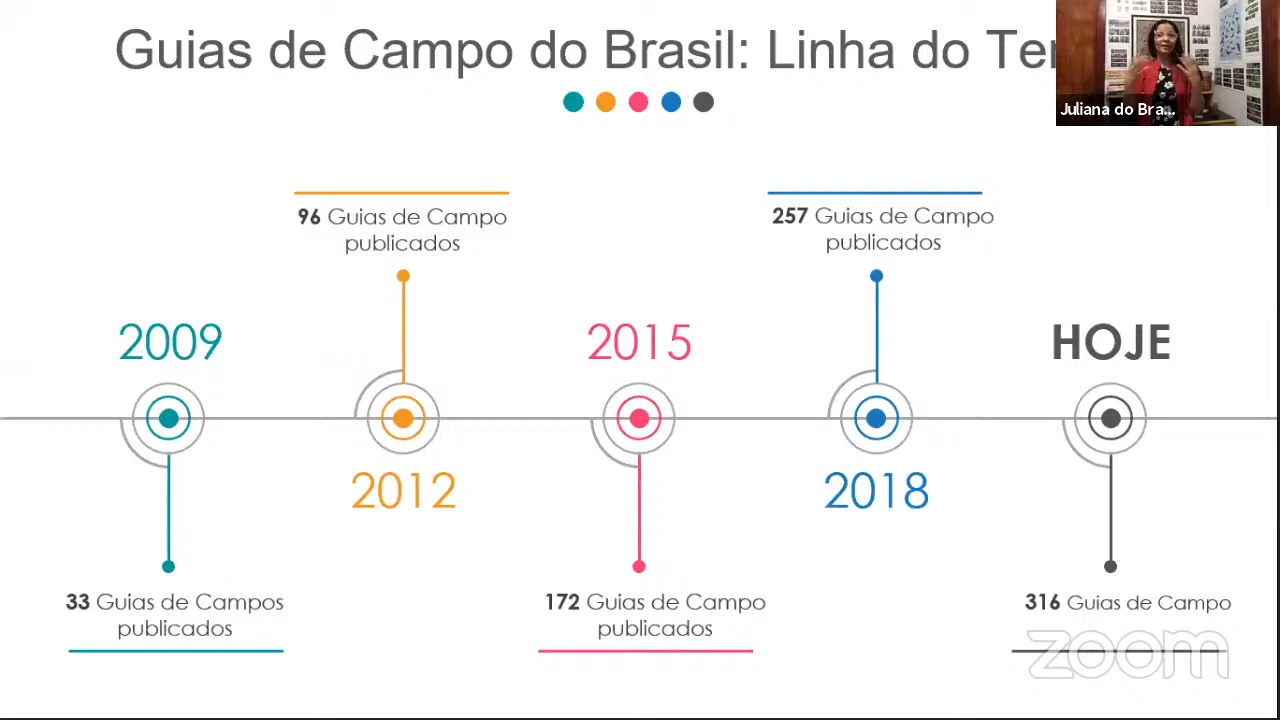 Guias de Campo do Brasil: Linha do
Juliana do Bra...
96 Guias de Campo
publicados
257 Guias de Campo
publicados
2009
2015
HOJE
2012
2018
33 Guias de Campos
publicados
172 Guias de Campo
publicados
316 Guias de Campo
zoom